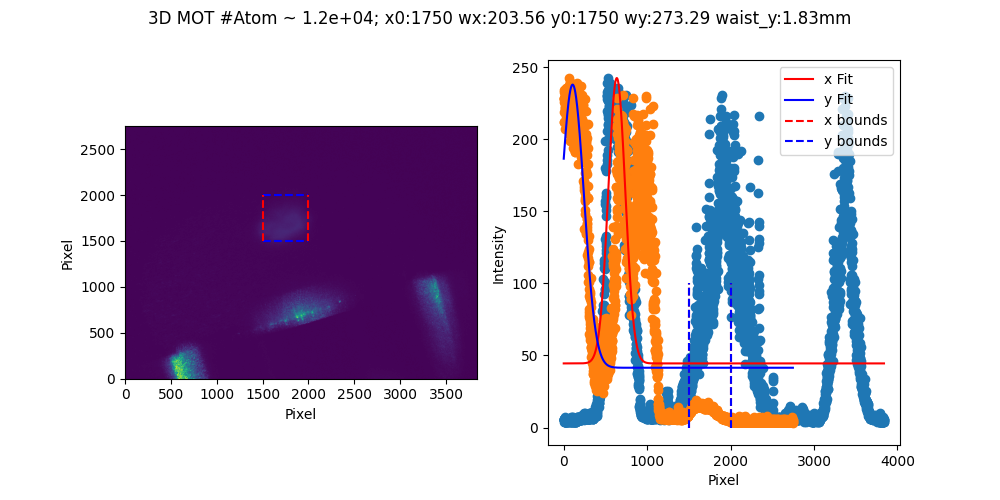 3D MOT #Atom ~ 1.2e+04; x0:1750 wx:203.56 y0:1750 wy:273.29 waist_y:1.83mm
2500
2000
1500
1000
500
0
Pixel
0 500 1000 1500 2000 2500 3000 3500
Pixel
250
200
150
100
50
0
Intensity
0 1000 2000 3000 4000
Pixel
x Fit
y Fit
x bounds
y bounds